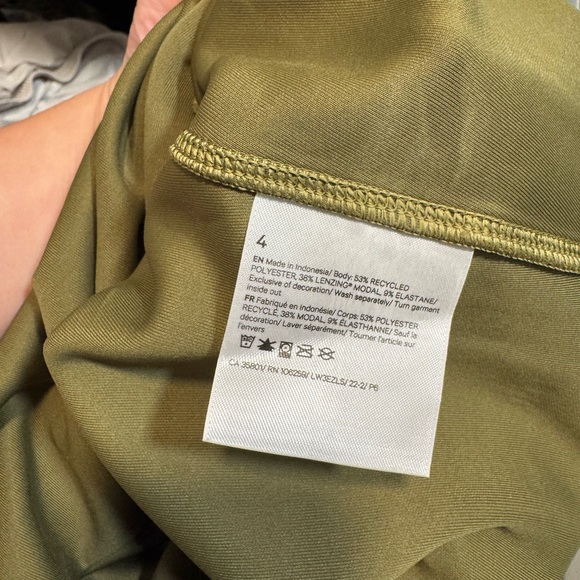 4
EN Made in Indonesia/ Body: 53% RECYCLED
POLYESTER, 38% LENZING® MODAL, 9% ELASTANE/
Exclusive of decoration/ Wash separately/ Turn garment
inside out
FR Fabriqué en Indonésie/ Corps: 53% POLYESTER
RECYCLÉ, 38% MODAL, 9% ÉLASTHANNE/ Sauf la
décoration/ Laver séparément/ Tourner l'article sur
l'envers
CA 35801/ RN 106259/ LW3EZLS/ 22-2/ P6